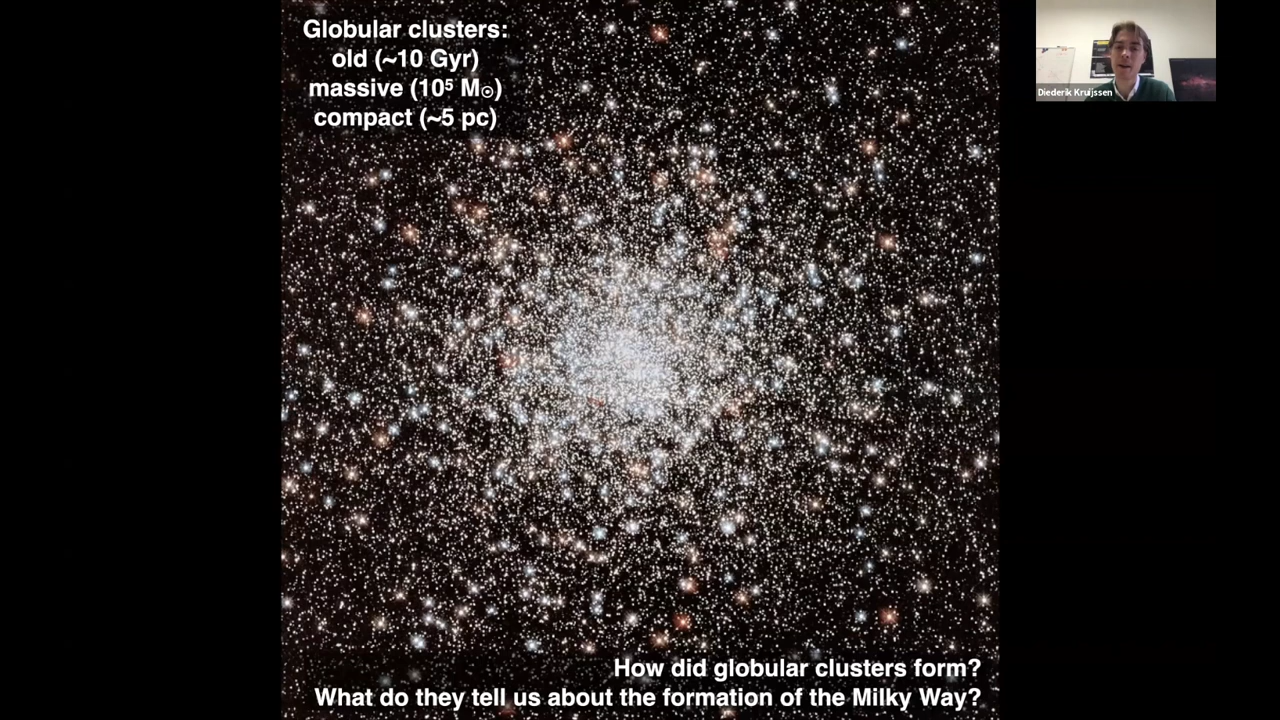 Globular clusters:
old (~10 Gyr)
massive (10⁵ M☉)
compact (~5 pc)
Diederik Kruijssen
How did globular clusters form?
What do they tell us about the formation of the Milky Way?